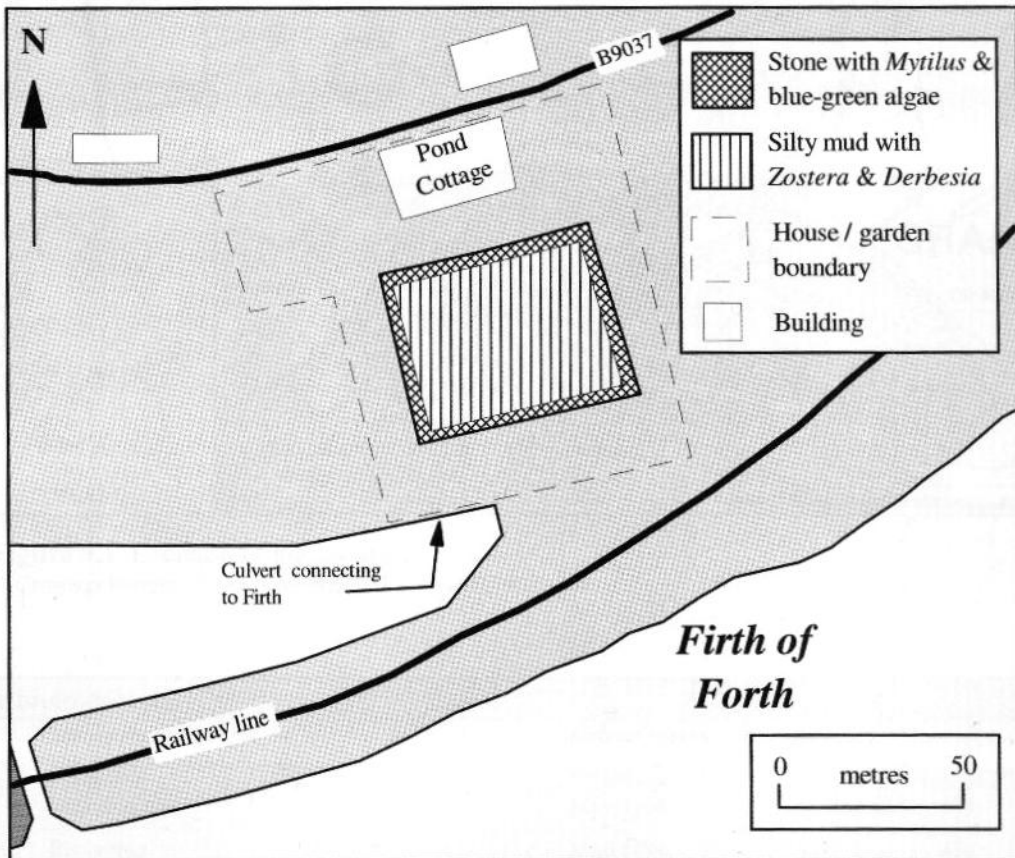 N
B9037
Pond
Cottage
Stone with Mytilus &
blue-green algae
Silty mud with
Zostera & Derbesia
House / garden
boundary
Building
Culvert connecting
to Firth
Firth of
Forth
Railway line
0 metres 50